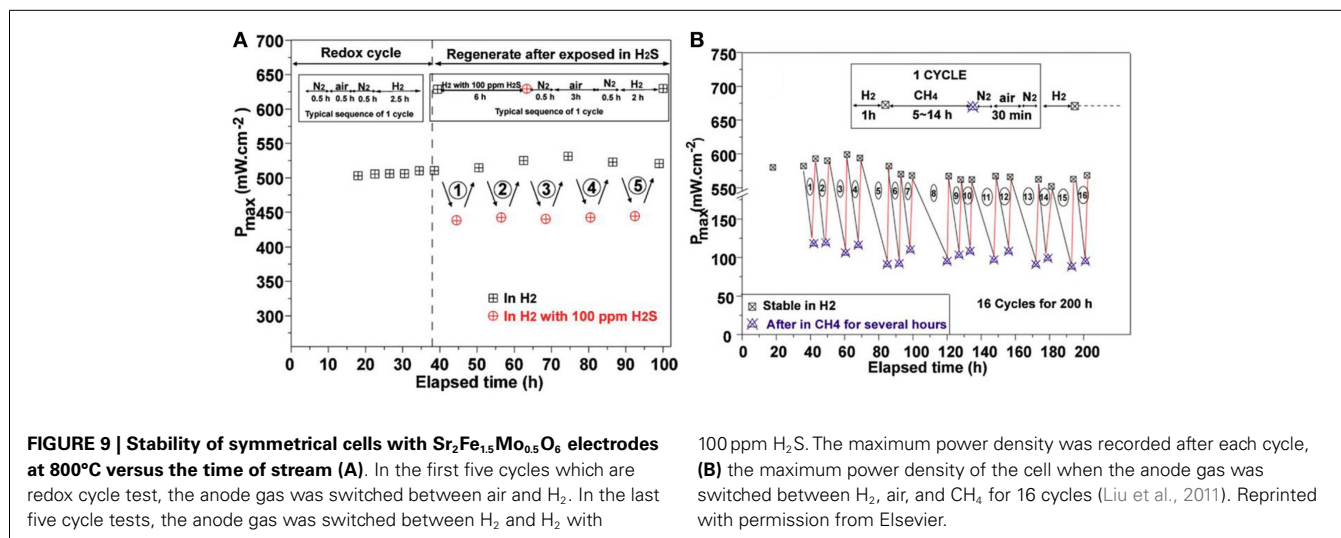 A
Redox cycle
Regenerate after exposed in H2S
N2 air N2 H2
0.5 h 0.5 h 0.5 h 2.5 h
Typical sequence of 1 cycle
H2 with 100 ppm H2S N2 air N2 H2
6 h 0.5 h 3h 0.5 h 2 h
Typical sequence of 1 cycle
Pmax (mW.cm-2)
700
650
600
550
500
450
400
350
300
1 2 3 4 5
In H2
In H2 with 100 ppm H2S
0 10 20 30 40 50 60 70 80 90 100
Elapsed time (h)
B
Pmax (mW.cm-2)
750
700
650
600
550
150
100
50
0
1 CYCLE
H2 CH4 N2 air N2 H2
1h 5~14 h 30 min
1 2 3 4 5 6 7 8 9 10 11 12 13 14 15 16
Stable in H2
After in CH4 for several hours
16 Cycles for 200 h
0 20 40 60 80 100 120 140 160 180 200
Elapsed time (h)
FIGURE 9 | Stability of symmetrical cells with Sr₂Fe₁.₅Mo₀.₅O₆ electrodes
at 800°C versus the time of stream (A). In the first five cycles which are
redox cycle test, the anode gas was switched between air and H₂. In the last
five cycle tests, the anode gas was switched between H₂ and H₂ with
100 ppm H₂S. The maximum power density was recorded after each cycle,
(B) the maximum power density of the cell when the anode gas was
switched between H₂, air, and CH₄ for 16 cycles (Liu et al., 2011). Reprinted
with permission from Elsevier.